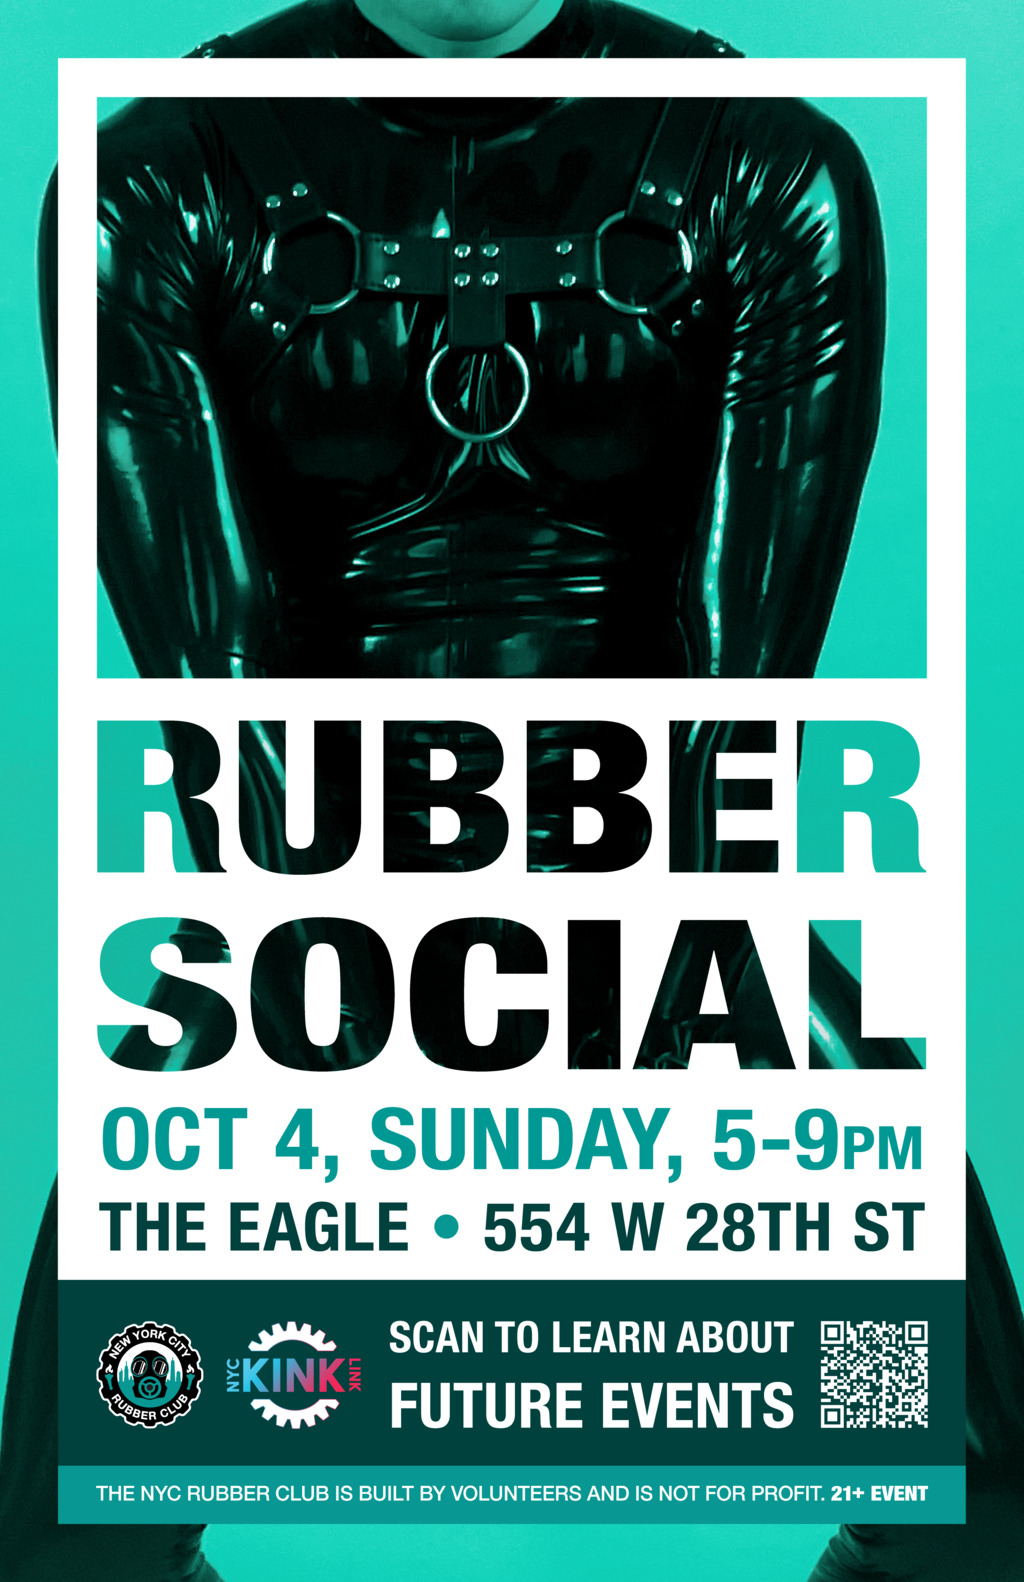 RUBBER
SOCIAL
OCT 4, SUNDAY, 5-9PM
THE EAGLE • 554 W 28TH ST
NEW YORK CITY
RUBBER CLUB
NYC
KINK
LINK
SCAN TO LEARN ABOUT
FUTURE EVENTS
THE NYC RUBBER CLUB IS BUILT BY VOLUNTEERS AND IS NOT FOR PROFIT. 21+ EVENT